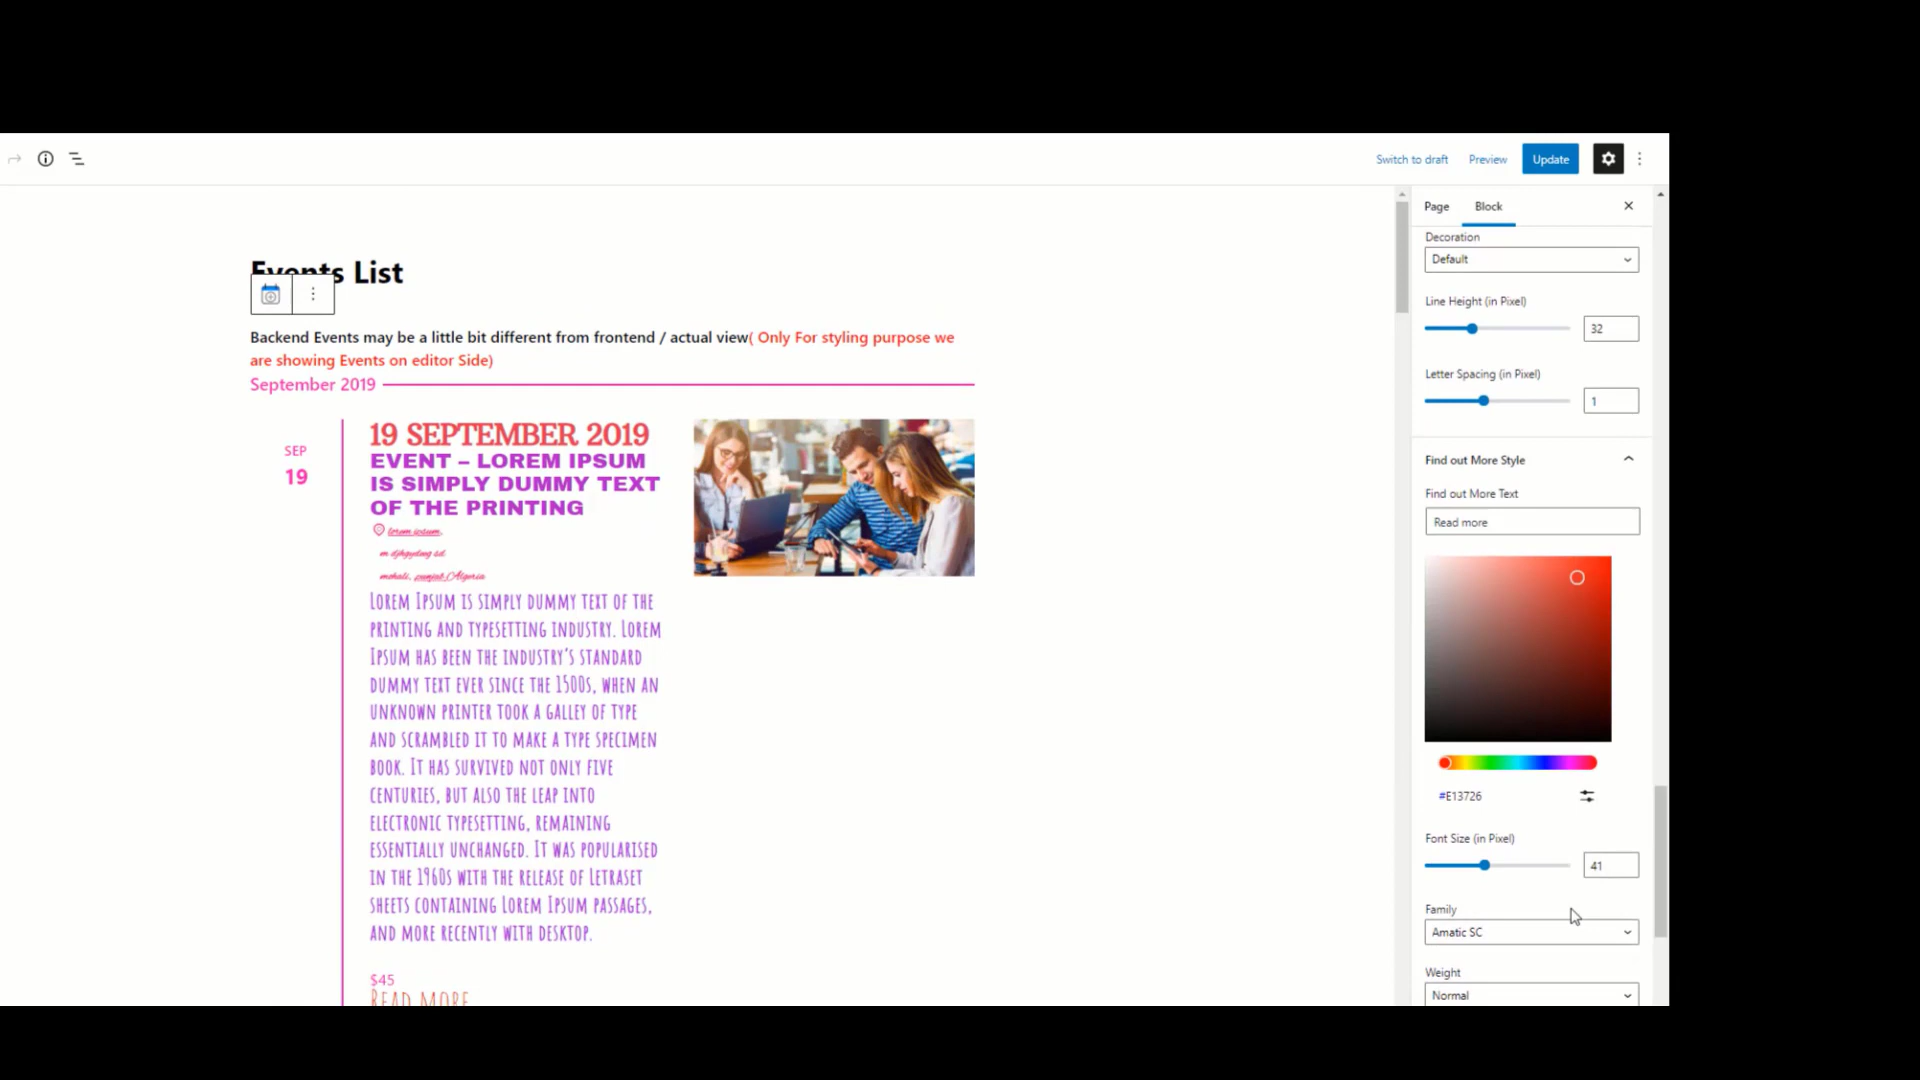 Switch to draft
Preview
Update
Page
Block
Events List
Backend Events may be a little bit different from frontend / actual view( Only For styling purpose we
are showing Events on editor Side)
September 2019
SEP
19
19 SEPTEMBER 2019
EVENT – LOREM IPSUM
IS SIMPLY DUMMY TEXT
OF THE PRINTING
lorem ipsum,
mohali, punjab Algeria
LOREM IPSUM IS SIMPLY DUMMY TEXT OF THE
PRINTING AND TYPESETTING INDUSTRY. LOREM
IPSUM HAS BEEN THE INDUSTRY'S STANDARD
DUMMY TEXT EVER SINCE THE 1500S, WHEN AN
UNKNOWN PRINTER TOOK A GALLEY OF TYPE
AND SCRAMBLED IT TO MAKE A TYPE SPECIMEN
BOOK. IT HAS SURVIVED NOT ONLY FIVE
CENTURIES, BUT ALSO THE LEAP INTO
ELECTRONIC TYPESETTING, REMAINING
ESSENTIALLY UNCHANGED. IT WAS POPULARISED
IN THE 1960S WITH THE RELEASE OF LETRASET
SHEETS CONTAINING LOREM IPSUM PASSAGES,
AND MORE RECENTLY WITH DESKTOP.
$45
READ MORE
Decoration
Default
Line Height (in Pixel)
32
Letter Spacing (in Pixel)
1
Find out More Style
Find out More Text
Read more
#E13726
Font Size (in Pixel)
41
Family
Amatic SC
Weight
Normal